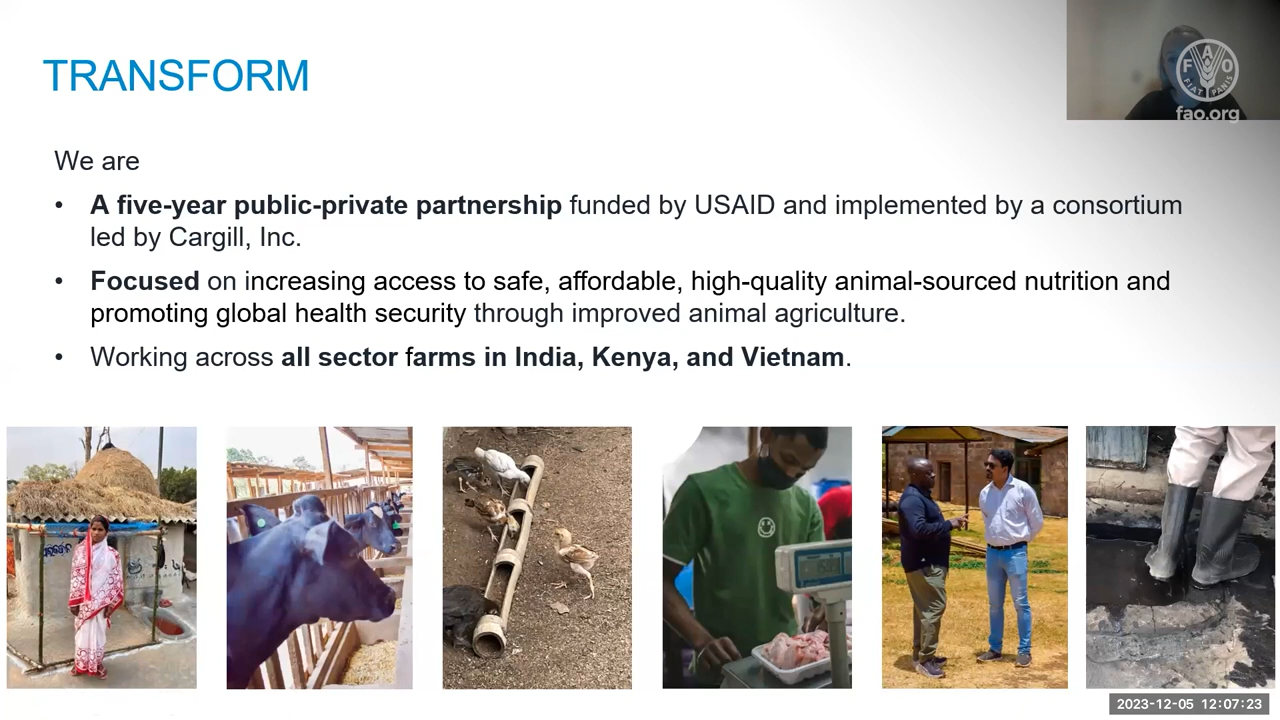 TRANSFORM
FAO
FIAT PANIS
fao.org
We are
• A five-year public-private partnership funded by USAID and implemented by a consortium
led by Cargill, Inc.
• Focused on increasing access to safe, affordable, high-quality animal-sourced nutrition and
promoting global health security through improved animal agriculture.
• Working across all sector farms in India, Kenya, and Vietnam.
2023-12-05 12:07:23